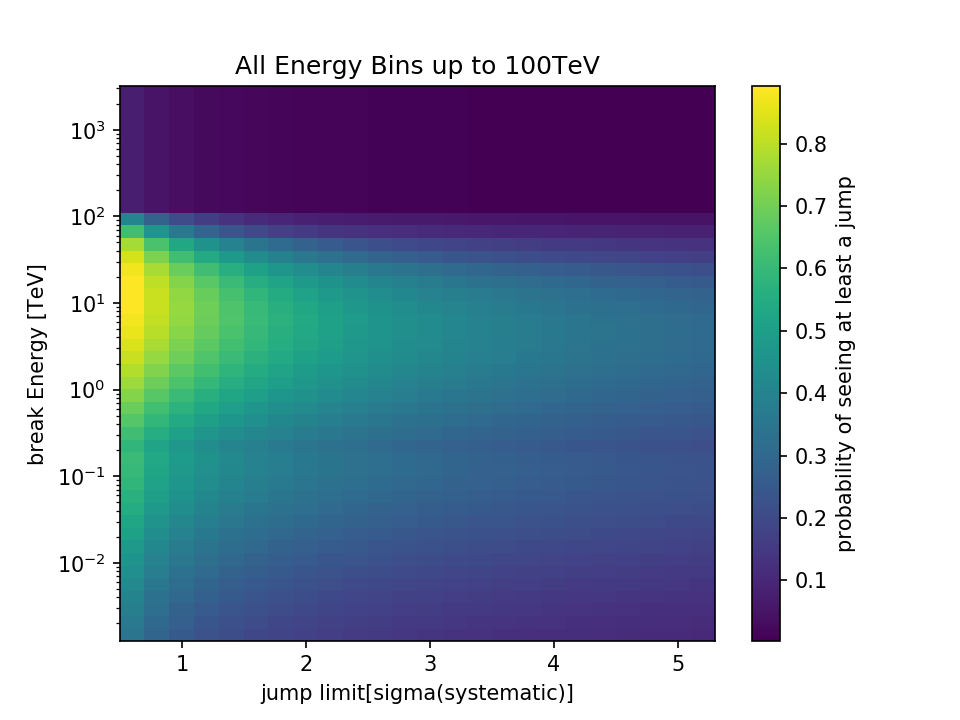 All Energy Bins up to 100TeV
break Energy [TeV]
10³
10²
10¹
10⁰
10⁻¹
10⁻²
1 2 3 4 5
jump limit[sigma(systematic)]
0.8
0.7
0.6
0.5
0.4
0.3
0.2
0.1
probability of seeing at least a jump